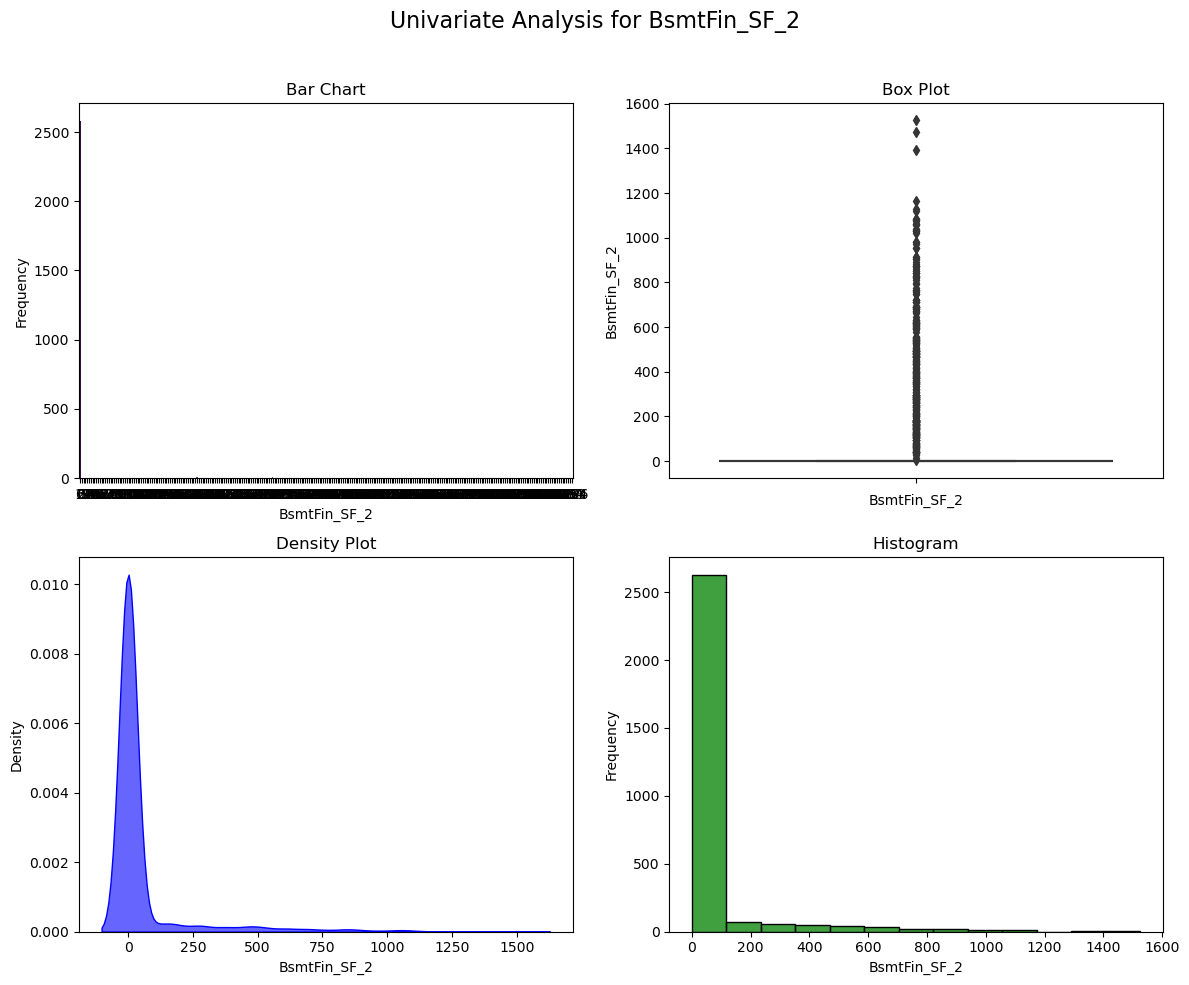 Univariate Analysis for BsmtFin_SF_2
Bar Chart
2500
2000
1500
1000
500
0
Frequency
BsmtFin_SF_2
Box Plot
1600
1400
1200
1000
800
600
400
200
0
BsmtFin_SF_2
BsmtFin_SF_2
Density Plot
0.010
0.008
0.006
0.004
0.002
0.000
Density
0 250 500 750 1000 1250 1500
BsmtFin_SF_2
Histogram
2500
2000
1500
1000
500
0
Frequency
0 200 400 600 800 1000 1200 1400 1600
BsmtFin_SF_2